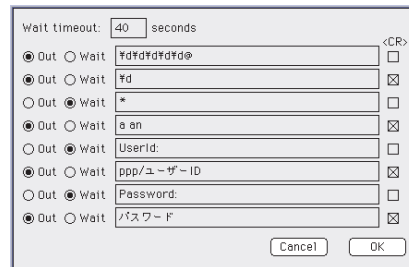 Wait timeout: 40 seconds
<CR>
Out Wait ¥d¥d¥d¥d¥d@
Out Wait ¥d
Out Wait *
Out Wait a an
Out Wait UserId:
Out Wait ppp/ユーザーID
Out Wait Password:
Out Wait パスワード
Cancel OK